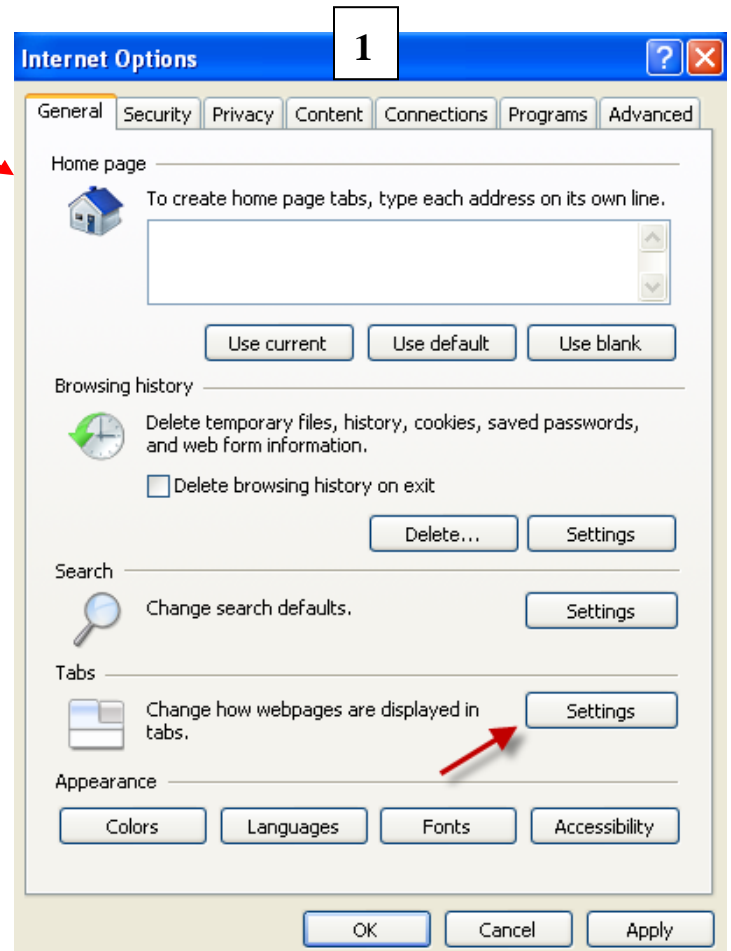 1
Internet Options
General Security Privacy Content Connections Programs Advanced
Home page
To create home page tabs, type each address on its own line.
Use current Use default Use blank
Browsing history
Delete temporary files, history, cookies, saved passwords,
and web form information.
Delete browsing history on exit
Delete... Settings
Search
Change search defaults. Settings
Tabs
Change how webpages are displayed in Settings
tabs.
Appearance
Colors Languages Fonts Accessibility
OK Cancel Apply